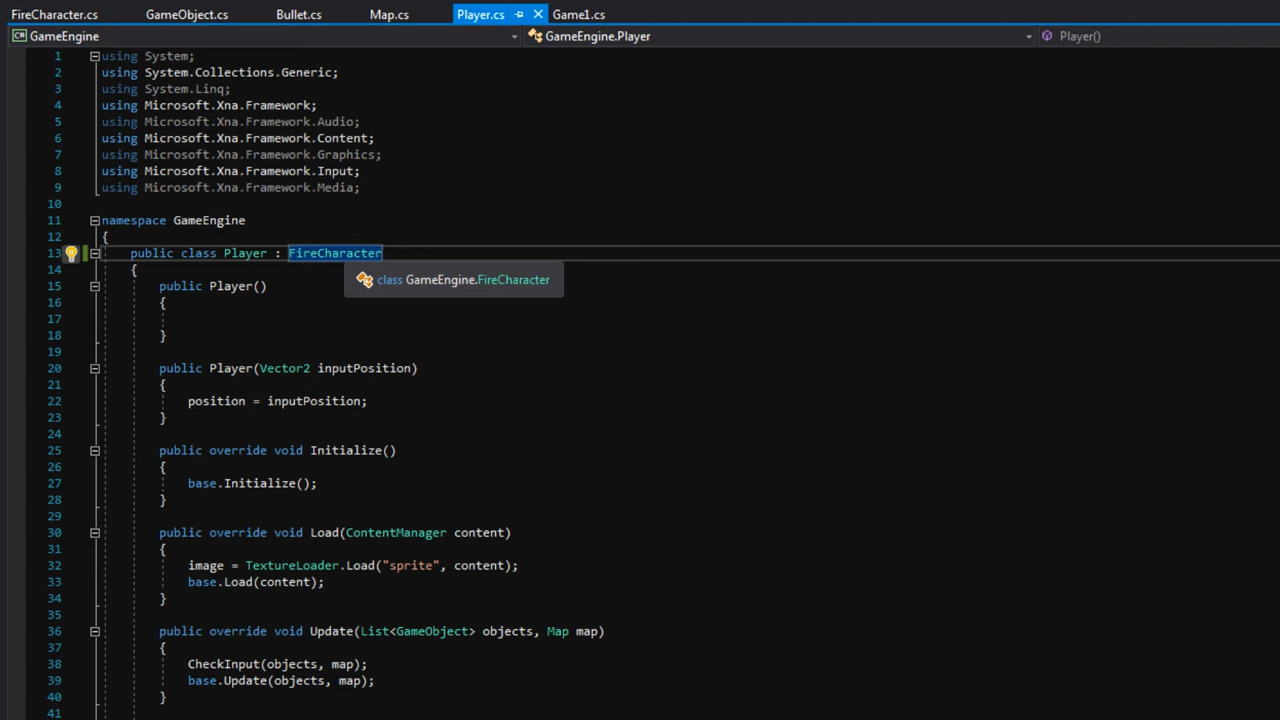 FireCharacter.cs GameObject.cs Bullet.cs Map.cs Player.cs Game1.cs
C# GameEngine GameEngine.Player Player()
1 using System;
2 using System.Collections.Generic;
3 using System.Linq;
4 using Microsoft.Xna.Framework;
5 using Microsoft.Xna.Framework.Audio;
6 using Microsoft.Xna.Framework.Content;
7 using Microsoft.Xna.Framework.Graphics;
8 using Microsoft.Xna.Framework.Input;
9 using Microsoft.Xna.Framework.Media;
10
11 namespace GameEngine
12 {
13 public class Player : FireCharacter
14 {
class GameEngine.FireCharacter
15 public Player()
16 {
17
18 }
19
20 public Player(Vector2 inputPosition)
21 {
22 position = inputPosition;
23 }
24
25 public override void Initialize()
26 {
27 base.Initialize();
28 }
29
30 public override void Load(ContentManager content)
31 {
32 image = TextureLoader.Load("sprite", content);
33 base.Load(content);
34 }
35
36 public override void Update(List<GameObject> objects, Map map)
37 {
38 CheckInput(objects, map);
39 base.Update(objects, map);
40 }
41